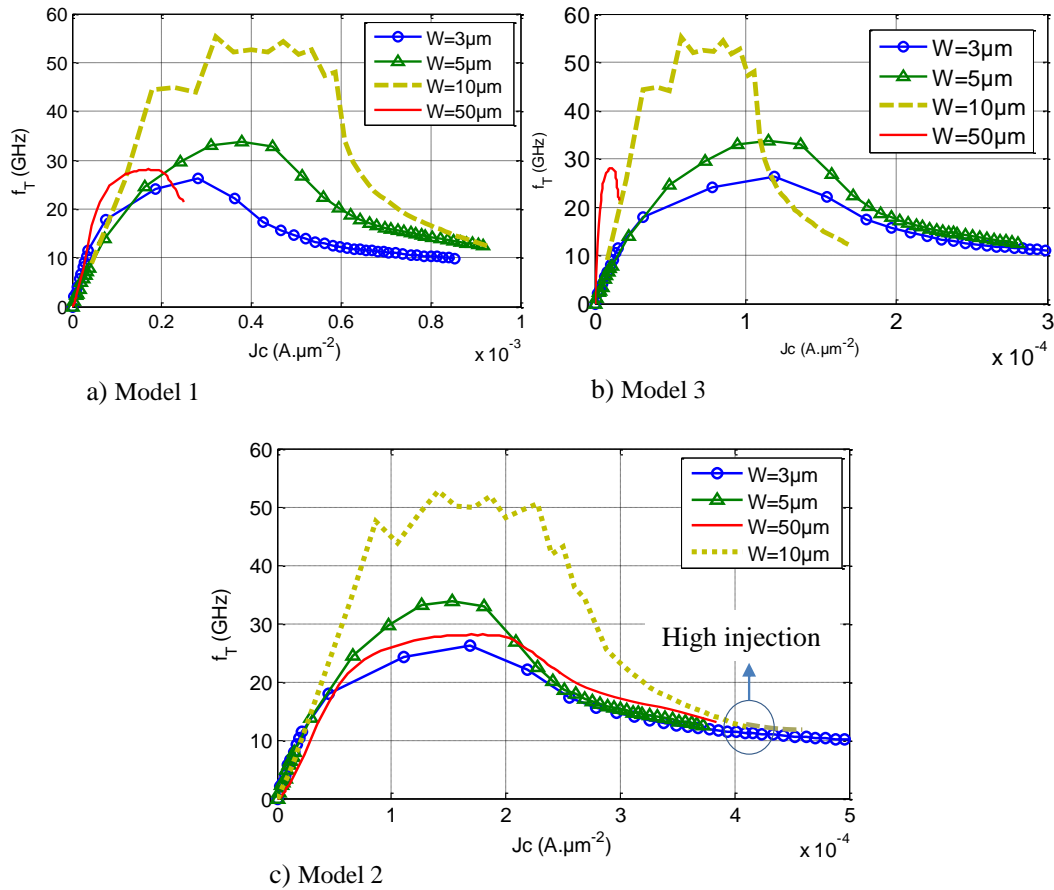 60
50
40
30
20
10
0
f_T (GHz)
W=3µm
W=5µm
W=10µm
W=50µm
0
0.2
0.4
0.6
0.8
1
Jc (A.µm⁻²)
x 10⁻³
a) Model 1
60
50
40
30
20
10
0
f_T (GHz)
W=3µm
W=5µm
W=10µm
W=50µm
0
1
2
3
Jc (A.µm⁻²)
x 10⁻⁴
b) Model 3
60
50
40
30
20
10
0
f_T (GHz)
W=3µm
W=5µm
W=50µm
W=10µm
High injection
0
1
2
3
4
5
Jc (A.µm⁻²)
x 10⁻⁴
c) Model 2